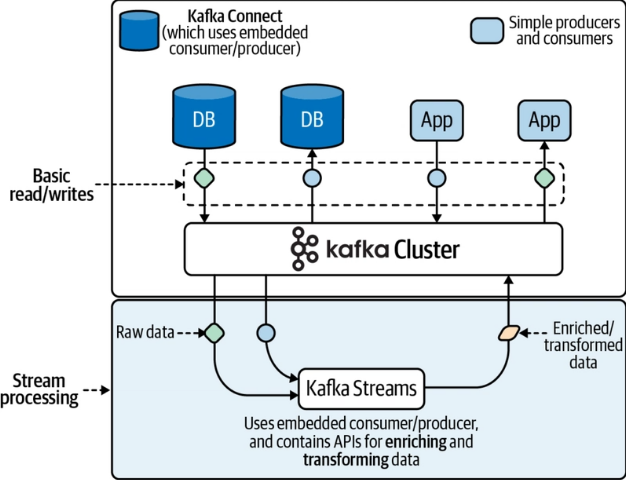 Kafka Connect
(which uses embedded
consumer/producer)
Simple producers
and consumers
DB
DB
App
App
Basic
read/writes
kafka Cluster
Raw data
Enriched/
transformed
data
Stream
processing
Kafka Streams
Uses embedded consumer/producer,
and contains APIs for enriching and
transforming data